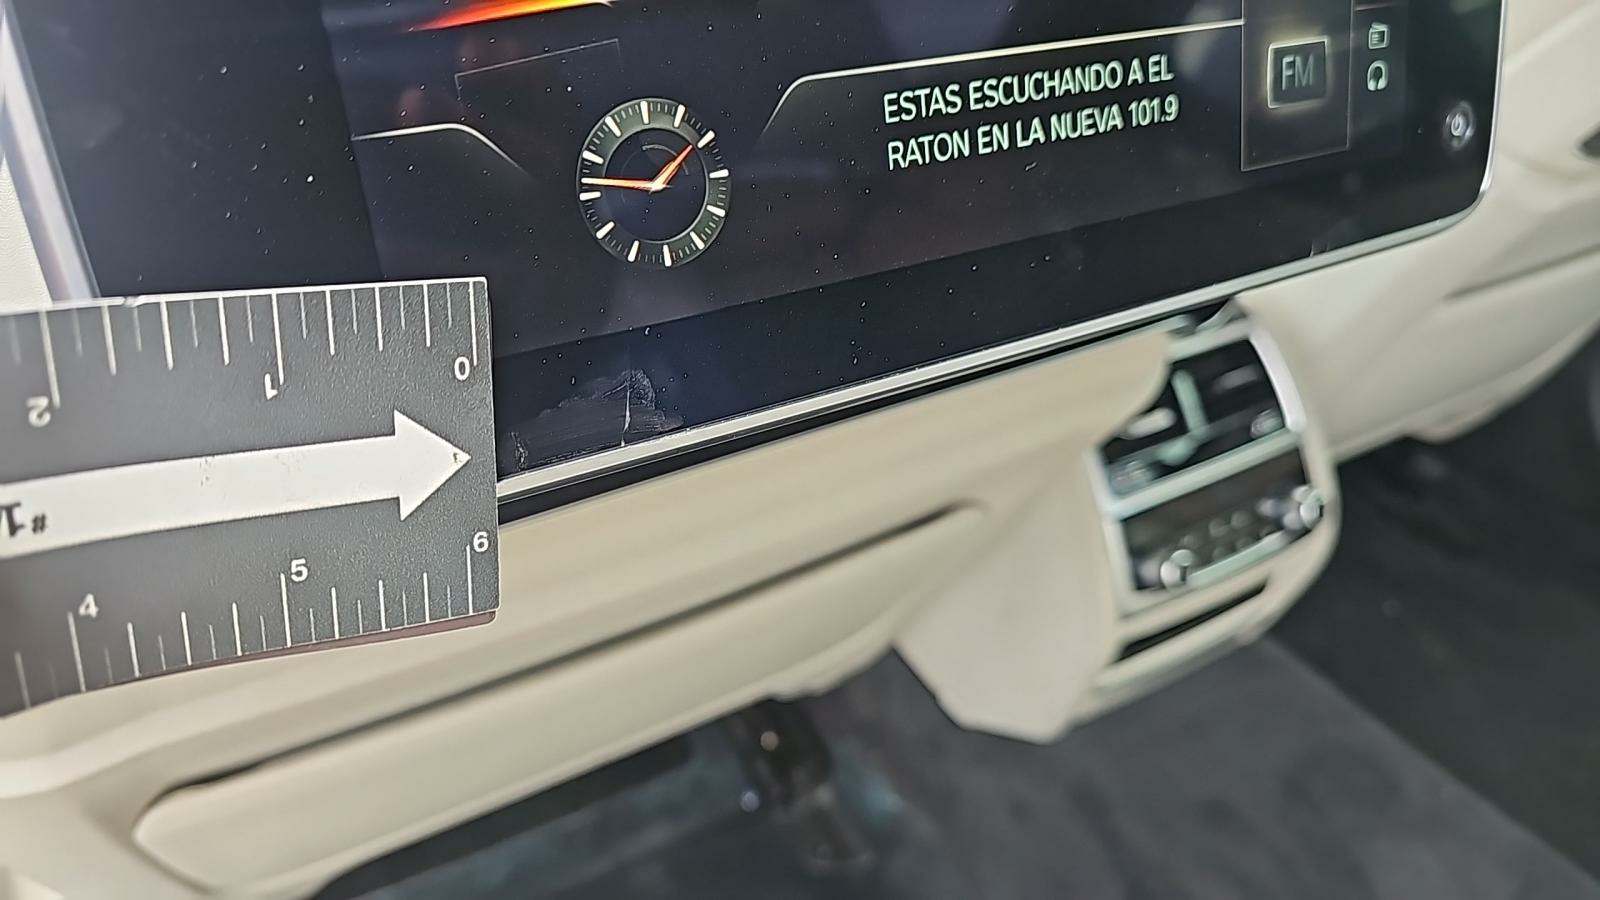 ESTAS ESCUCHANDO A EL
RATON EN LA NUEVA 101.9
FM
2 1 0
4 5 6